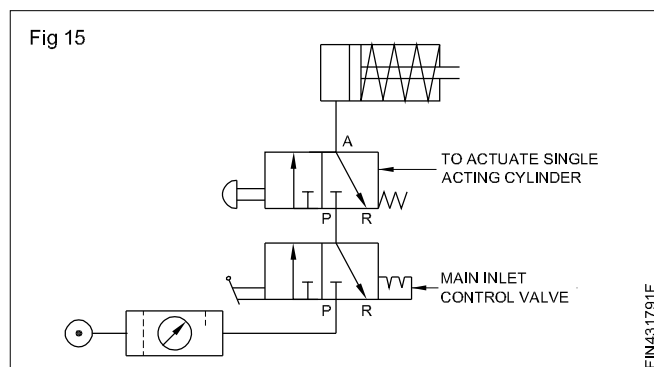 Fig 15
A
TO ACTUATE SINGLE
ACTING CYLINDER
P R
MAIN INLET
CONTROL VALVE
P R
FIN431791F